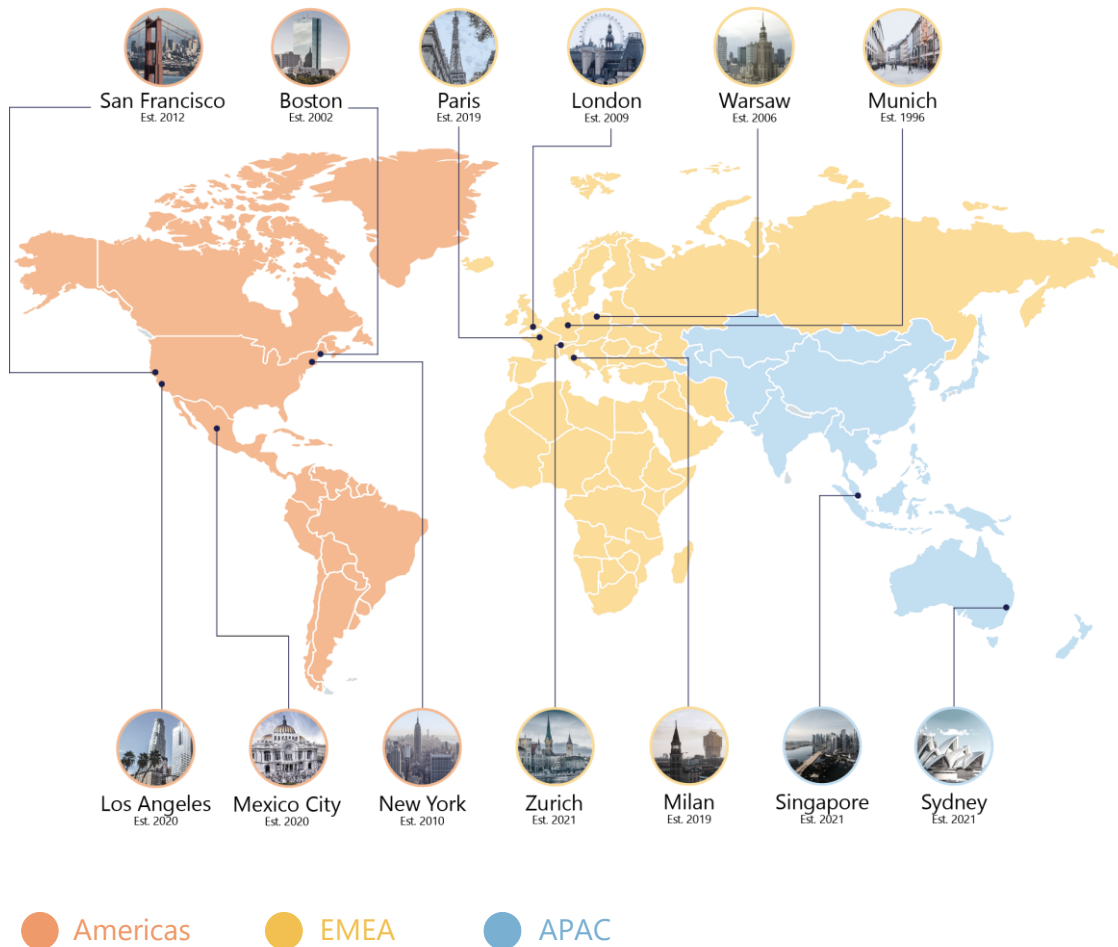 San Francisco
Est. 2012
Boston
Est. 2002
Paris
Est. 2019
London
Est. 2009
Warsaw
Est. 2006
Munich
Est. 1996
Los Angeles
Est. 2020
Mexico City
Est. 2020
New York
Est. 2010
Zurich
Est. 2021
Milan
Est. 2019
Singapore
Est. 2021
Sydney
Est. 2021
Americas
EMEA
APAC